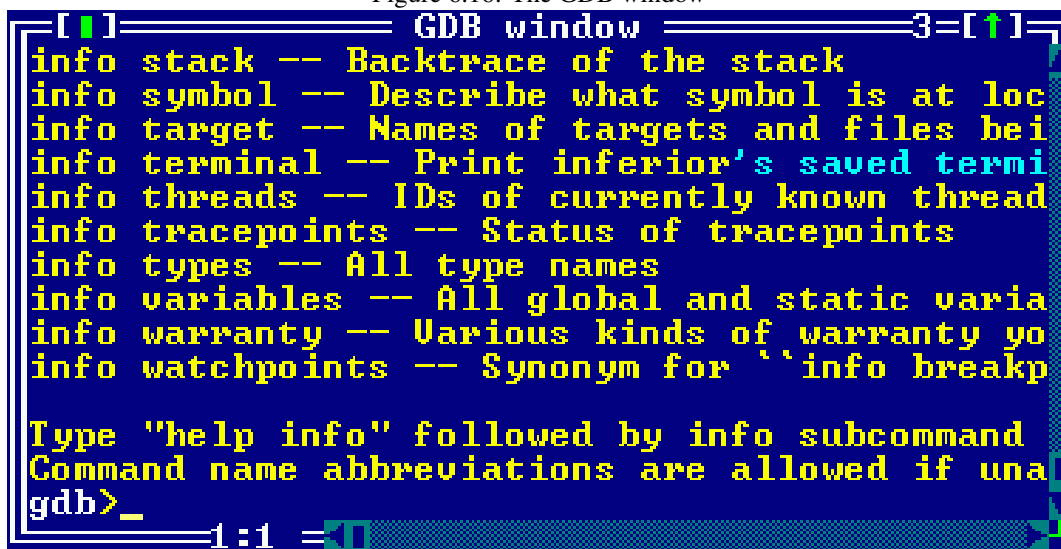 Figure 6.16: The GDB window
[■] GDB window 3=[↑]
info stack -- Backtrace of the stack
info symbol -- Describe what symbol is at loc
info target -- Names of targets and files bei
info terminal -- Print inferior's saved termi
info threads -- IDs of currently known thread
info tracepoints -- Status of tracepoints
info types -- All type names
info variables -- All global and static varia
info warranty -- Various kinds of warranty yo
info watchpoints -- Synonym for ``info breakp
Type "help info" followed by info subcommand
Command name abbreviations are allowed if una
gdb>_
1:1